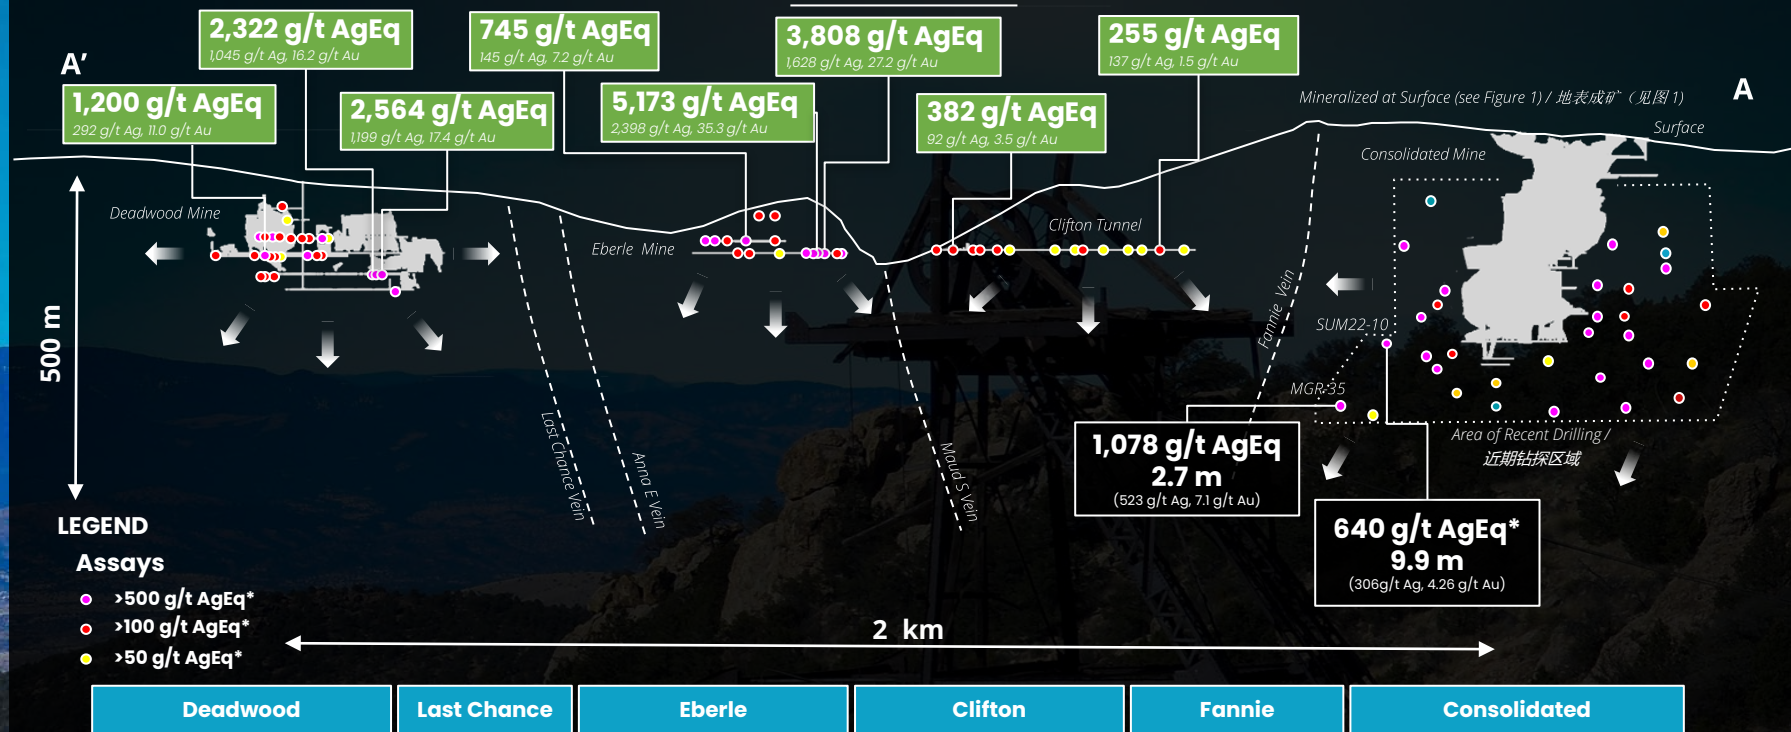 2,322 g/t AgEq
1,045 g/t Ag, 16.2 g/t Au
745 g/t AgEq
145 g/t Ag, 7.2 g/t Au
3,808 g/t AgEq
1,628 g/t Ag, 27.2 g/t Au
255 g/t AgEq
137 g/t Ag, 1.5 g/t Au
A’
A
1,200 g/t AgEq
292 g/t Ag, 11.0 g/t Au
2,564 g/t AgEq
1,199 g/t Ag, 17.4 g/t Au
5,173 g/t AgEq
2,398 g/t Ag, 35.3 g/t Au
382 g/t AgEq
92 g/t Ag, 3.5 g/t Au
Mineralized at Surface (see Figure 1) / 地表成矿（见图 1)
Surface
Consolidated Mine
Deadwood Mine
Eberle Mine
Clifton Tunnel
500 m
Fannie Vein
SUM22-10
MGR-35
Last Chance Vein
Anna E Vein
Maud S Vein
Area of Recent Drilling /
近期钻探区域
1,078 g/t AgEq
2.7 m
(523 g/t Ag, 7.1 g/t Au)
640 g/t AgEq*
9.9 m
(306g/t Ag, 4.26 g/t Au)
LEGEND
Assays
>500 g/t AgEq*
>100 g/t AgEq*
>50 g/t AgEq*
2 km
Deadwood
Last Chance
Eberle
Clifton
Fannie
Consolidated